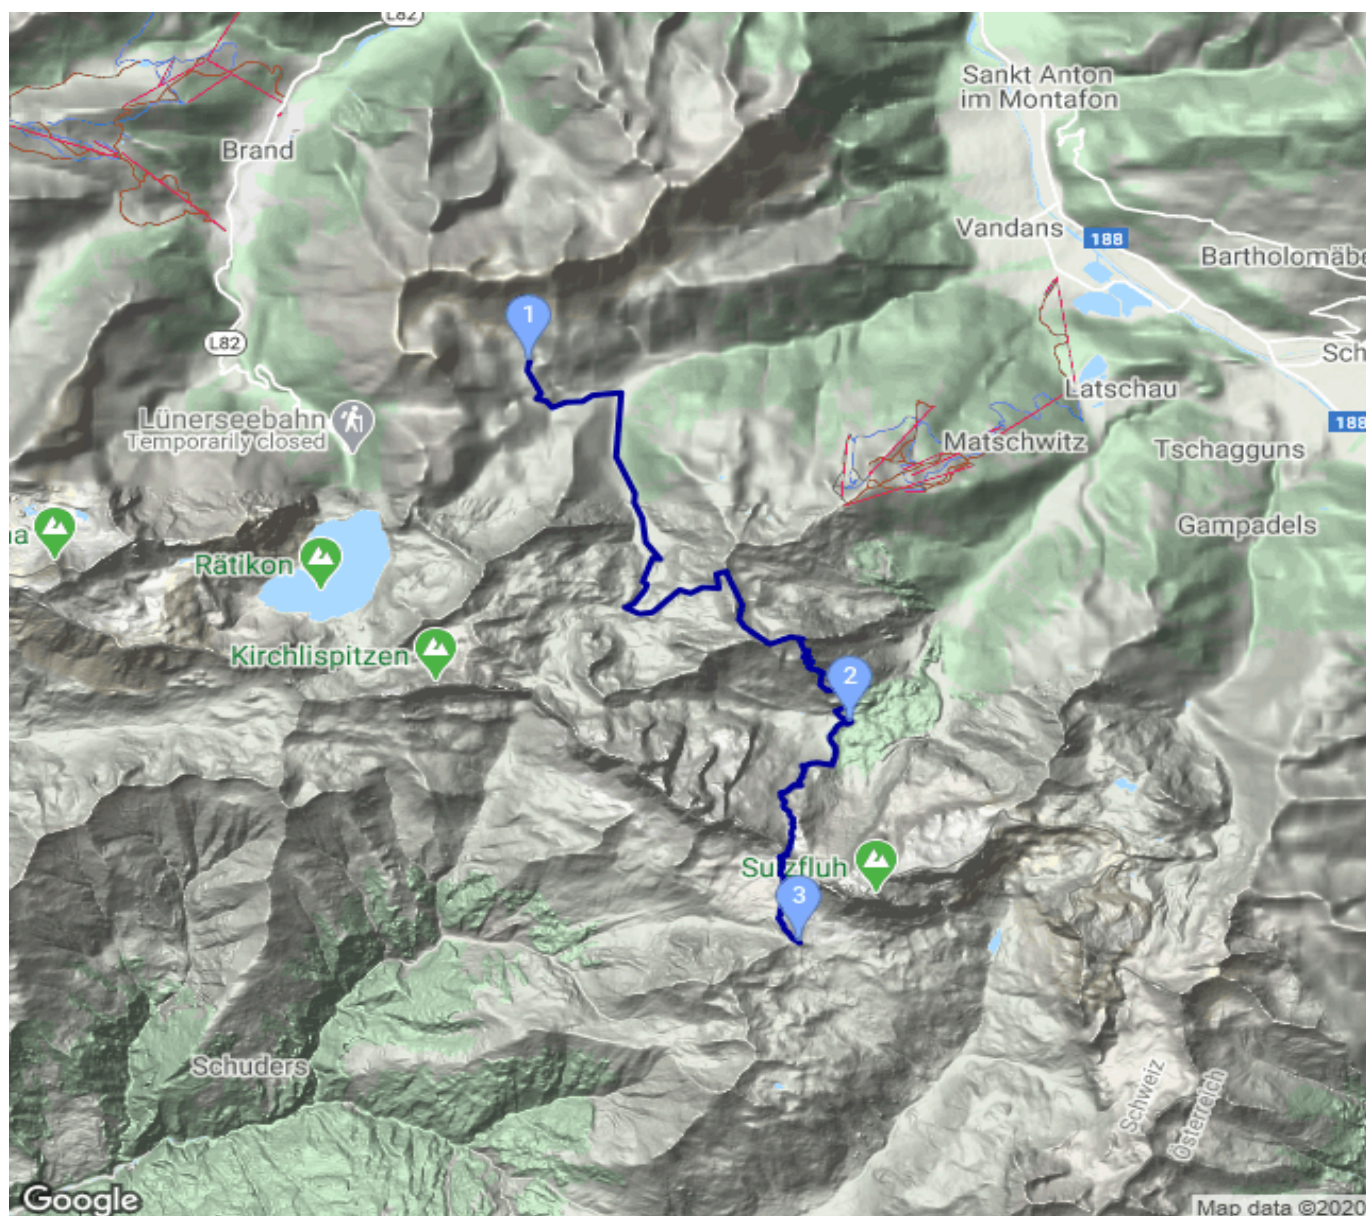 L82
Sankt Anton
im Montafon
Brand
Vandans
188
Bartholomäbe
1
L82
Sch
Latschau
Lünerseebahn
Temporarily closed
188
Matschwitz
Tschagguns
Gampadels
na
Rätikon
Kirchlispitzen
2
Sulzfluh
3
Schuders
Schweiz
Österreich
Google
Map data ©2020